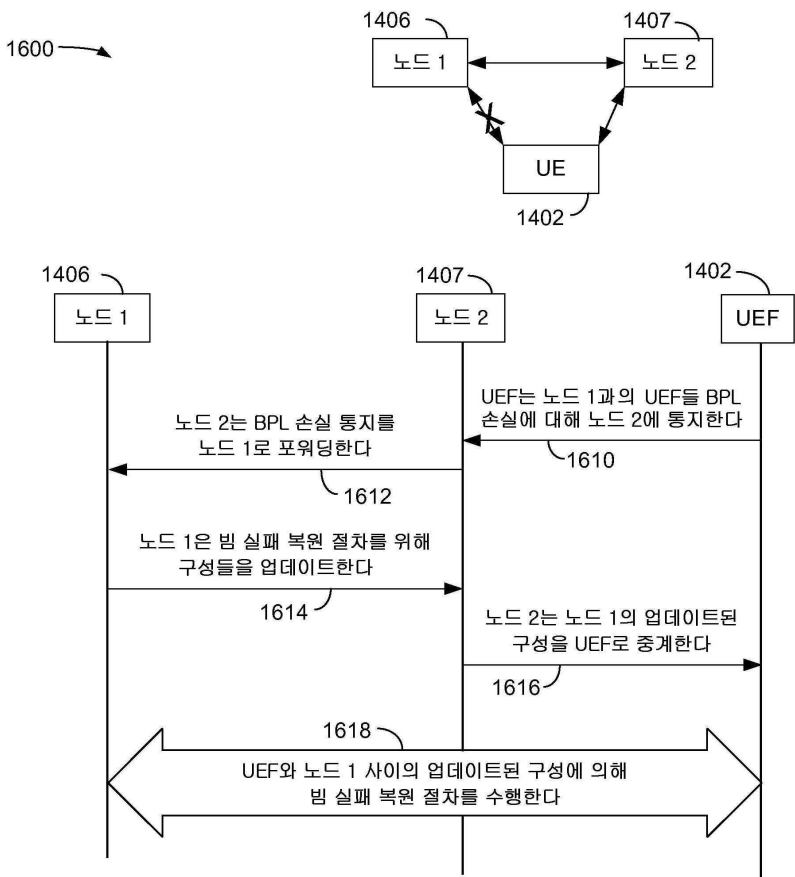 1600
1406
1407
노드 1
노드 2
UE
1402
1406
1407
1402
노드 1
노드 2
UEF
UEF는 노드 1과의 UEF들 BPL
손실에 대해 노드 2에 통지한다
1610
노드 2는 BPL 손실 통지를
노드 1로 포워딩한다
1612
노드 1은 빔 실패 복원 절차를 위해
구성들을 업데이트한다
1614
노드 2는 노드 1의 업데이트된
구성을 UEF로 중계한다
1616
1618
UEF와 노드 1 사이의 업데이트된 구성에 의해
빔 실패 복원 절차를 수행한다